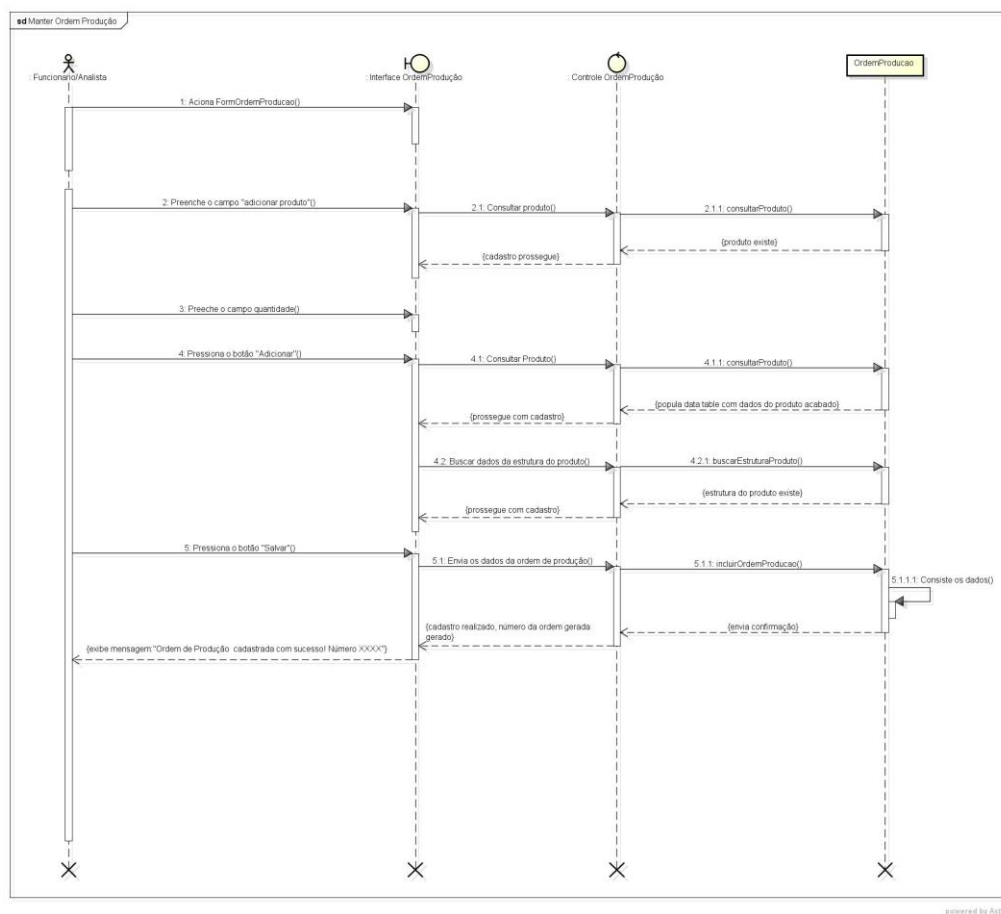 sd Manter Ordem Produção
: Funcionario/Analista
: Interface OrdemProdução
: Controle OrdemProdução
OrdemProducao
1: Aciona FormOrdemProducao()
2: Preenche o campo "adicionar produto"()
2.1: Consultar produto()
2.1.1: consultarProduto()
{produto existe}
{cadastro prossegue}
3: Preeche o campo quantidade()
4: Pressiona o botão "Adicionar"()
4.1: Consultar Produto()
4.1.1: consultarProduto()
{popula data table com dados do produto acabado}
{prossegue com cadastro}
4.2: Buscar dados da estrutura do produto()
4.2.1: buscarEstruturaProduto()
{estrutura do produto existe}
{prossegue com cadastro}
5: Pressiona o botão "Salvar"()
5.1: Envia os dados da ordem de produção()
5.1.1: incluirOrdemProducao()
5.1.1.1: Consiste os dados()
{cadastro realizado, número da ordem gerada
gerado}
{envia confirmação}
{exibe mensagem:"Ordem de Produção cadastrada com sucesso! Número XXXX"}
powered by Ast